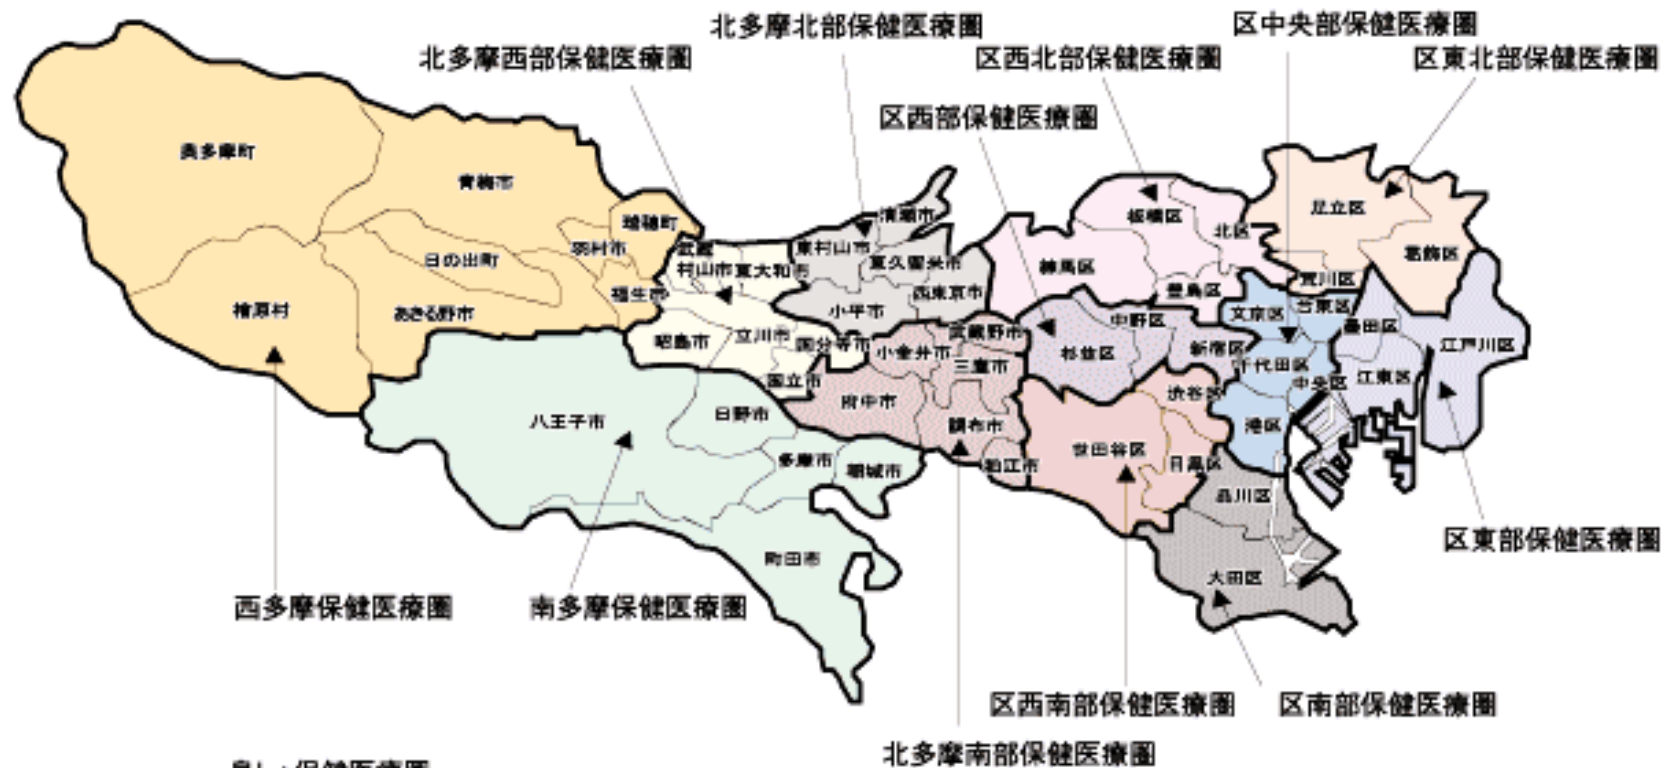 区中央部保健医療圏
北多摩北部保健医療圏
北多摩西部保健医療圏
区西北部保健医療圏
区東北部保健医療圏
区西部保健医療圏
奥多摩町
青梅市
瑞穂町
羽村市
日の出町
福生市
檜原村
あきる野市
武蔵
村山市
東大和市
東村山市
清瀬市
東久留米市
西東京市
小平市
昭島市
立川市
国分寺市
国立市
小金井市
武蔵野市
三鷹市
府中市
調布市
狛江市
八王子市
日野市
多摩市
稲城市
町田市
板橋区
北区
練馬区
豊島区
足立区
葛飾区
荒川区
文京区
台東区
墨田区
江戸川区
中野区
杉並区
新宿区
千代田区
中央区
江東区
渋谷区
港区
世田谷区
目黒区
品川区
大田区
区東部保健医療圏
西多摩保健医療圏
南多摩保健医療圏
区西南部保健医療圏
区南部保健医療圏
北多摩南部保健医療圏
島しょ保健医療圏